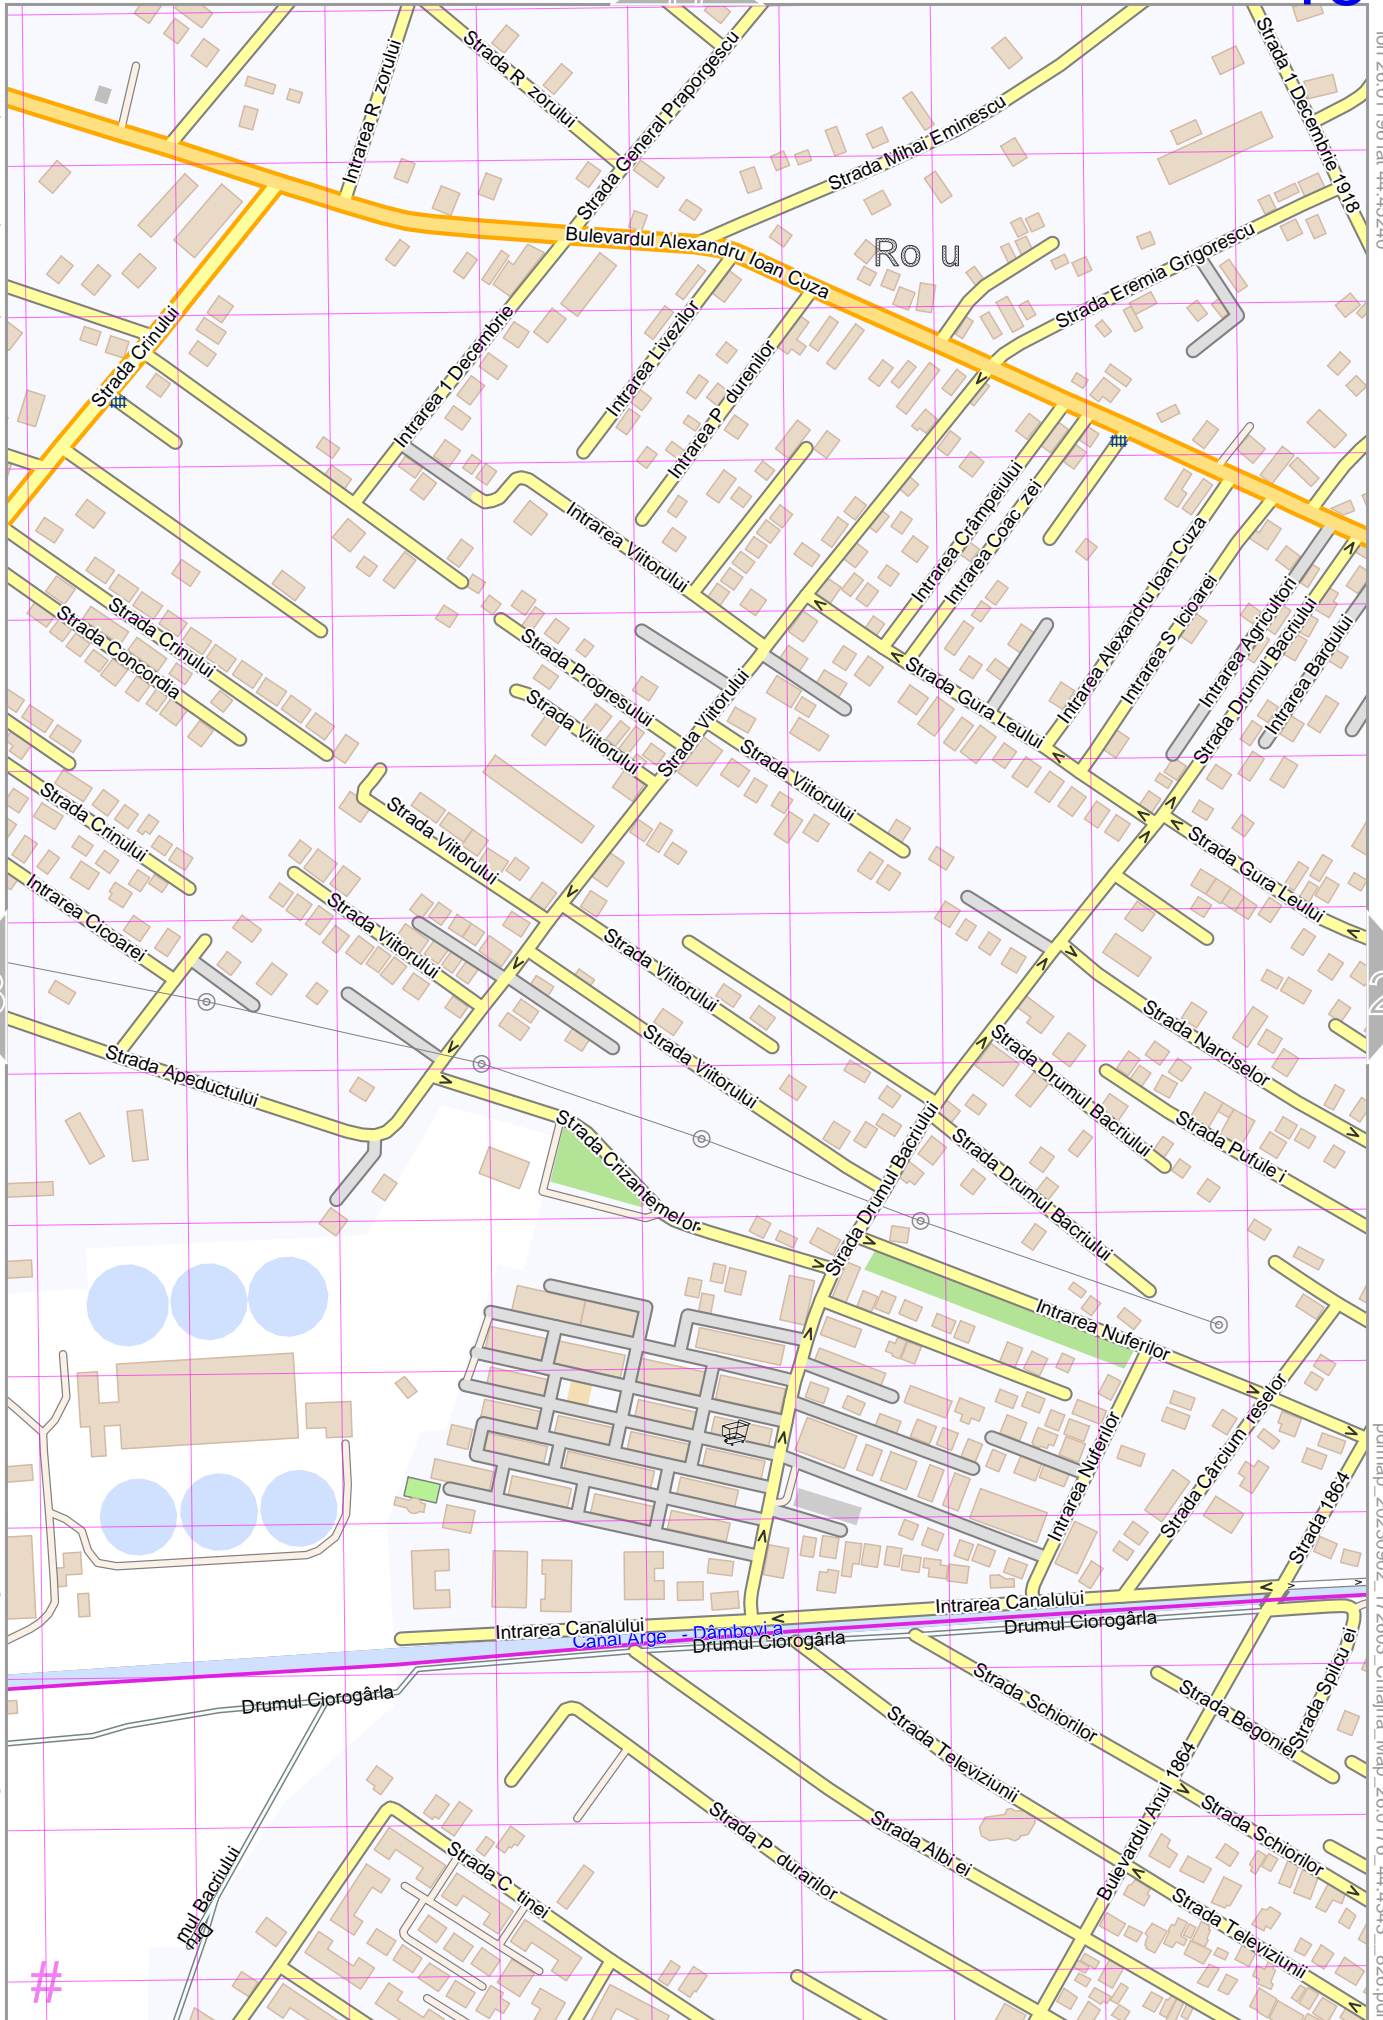 Strada 1 Decembrie 1918
Strada R zorului
Intrarea R zorului
Strada General Praporgescu
Strada Mihai Eminescu
Bulevardul Alexandru Ioan Cuza
Ro u
Strada Eremia Grigorescu
Strada Crinului
Intrarea 1 Decembrie
Intrarea Livezilor
Intrarea P durenilor
Intrarea Viitorului
Intrarea Crâmpeiului
Intrarea Coac zei
Intrarea Alexandru Ioan Cuza
Intrarea S lcioarei
Intrarea Agricultori
Strada Drumul Bacriului
Intrarea Bardului
Strada Crinului
Strada Concordia
Strada Progresului
Strada Viitorului
Strada Viitorului
Strada Gura Leului
Strada Viitorului
Strada Crinului
Strada Viitorului
Strada Gura Leului
Intrarea Cicoarei
Strada Viitorului
Strada Viitorului
Strada Viitorului
Strada Narciselor
Strada Apeductului
Strada Drumul Bacriului
Strada Crizantemelor
Strada Drumul Bacriului
Strada Drumul Bacriului
Strada Pufule i
Intrarea Nuferilor
Intrarea Nuferilor
Strada Cârcium reselor
Strada 1864
Intrarea Canalului
Intrarea Canalului
Canal Arge - Dâmbovi a
Drumul Ciorogârla
Drumul Ciorogârla
Drumul Ciorogârla
Strada Schiorilor
Strada Begoniei
Strada Spilcu ei
Strada Televiziunii
Bulevardul Anul 1864
Strada Schiorilor
Strada P durarilor
Strada Albi ei
Strada C tinei
Strada Televiziunii
Drumul Bacriului
#
2